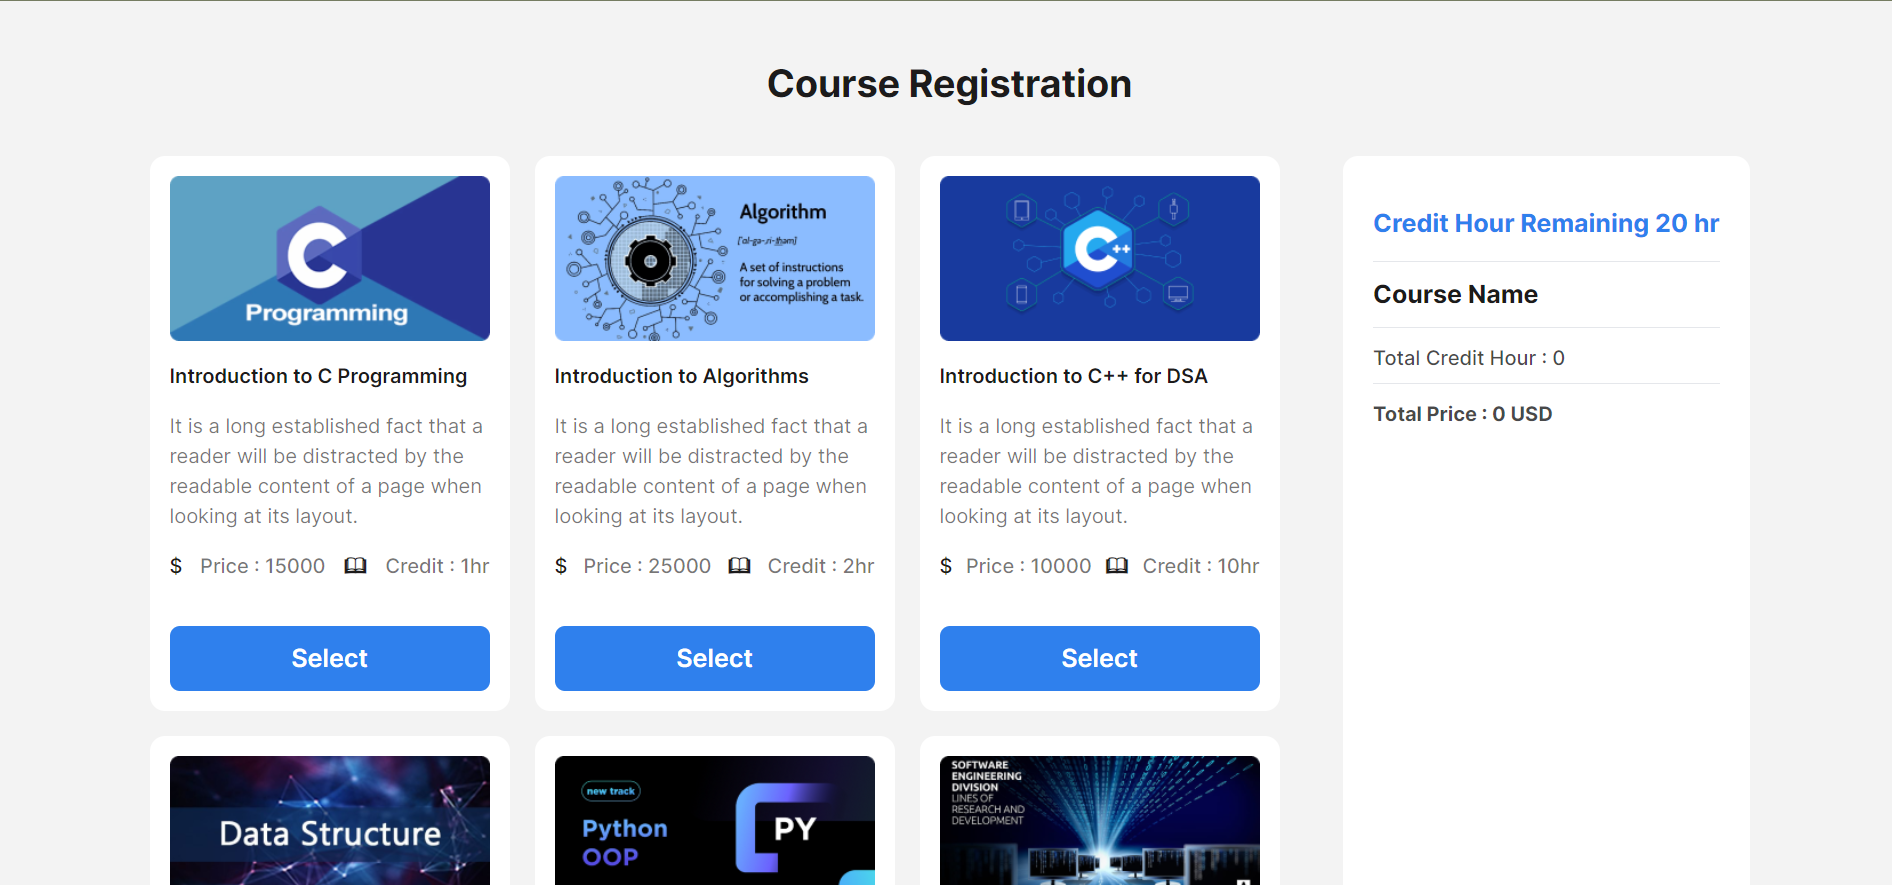 Course Registration
C
Programming
Introduction to C Programming
It is a long established fact that a
reader will be distracted by the
readable content of a page when
looking at its layout.
$ Price : 15000 Credit : 1hr
Select
Algorithm
A set of instructions
for solving a problem
or accomplishing a task.
Introduction to Algorithms
It is a long established fact that a
reader will be distracted by the
readable content of a page when
looking at its layout.
$ Price : 25000 Credit : 2hr
Select
C++
Introduction to C++ for DSA
It is a long established fact that a
reader will be distracted by the
readable content of a page when
looking at its layout.
$ Price : 10000 Credit : 10hr
Select
Credit Hour Remaining 20 hr
Course Name
Total Credit Hour : 0
Total Price : 0 USD
Data Structure
new track
Python
OOP
PY
SOFTWARE
ENGINEERING
DIVISION
LINES OF
RESEARCH AND
DEVELOPMENT